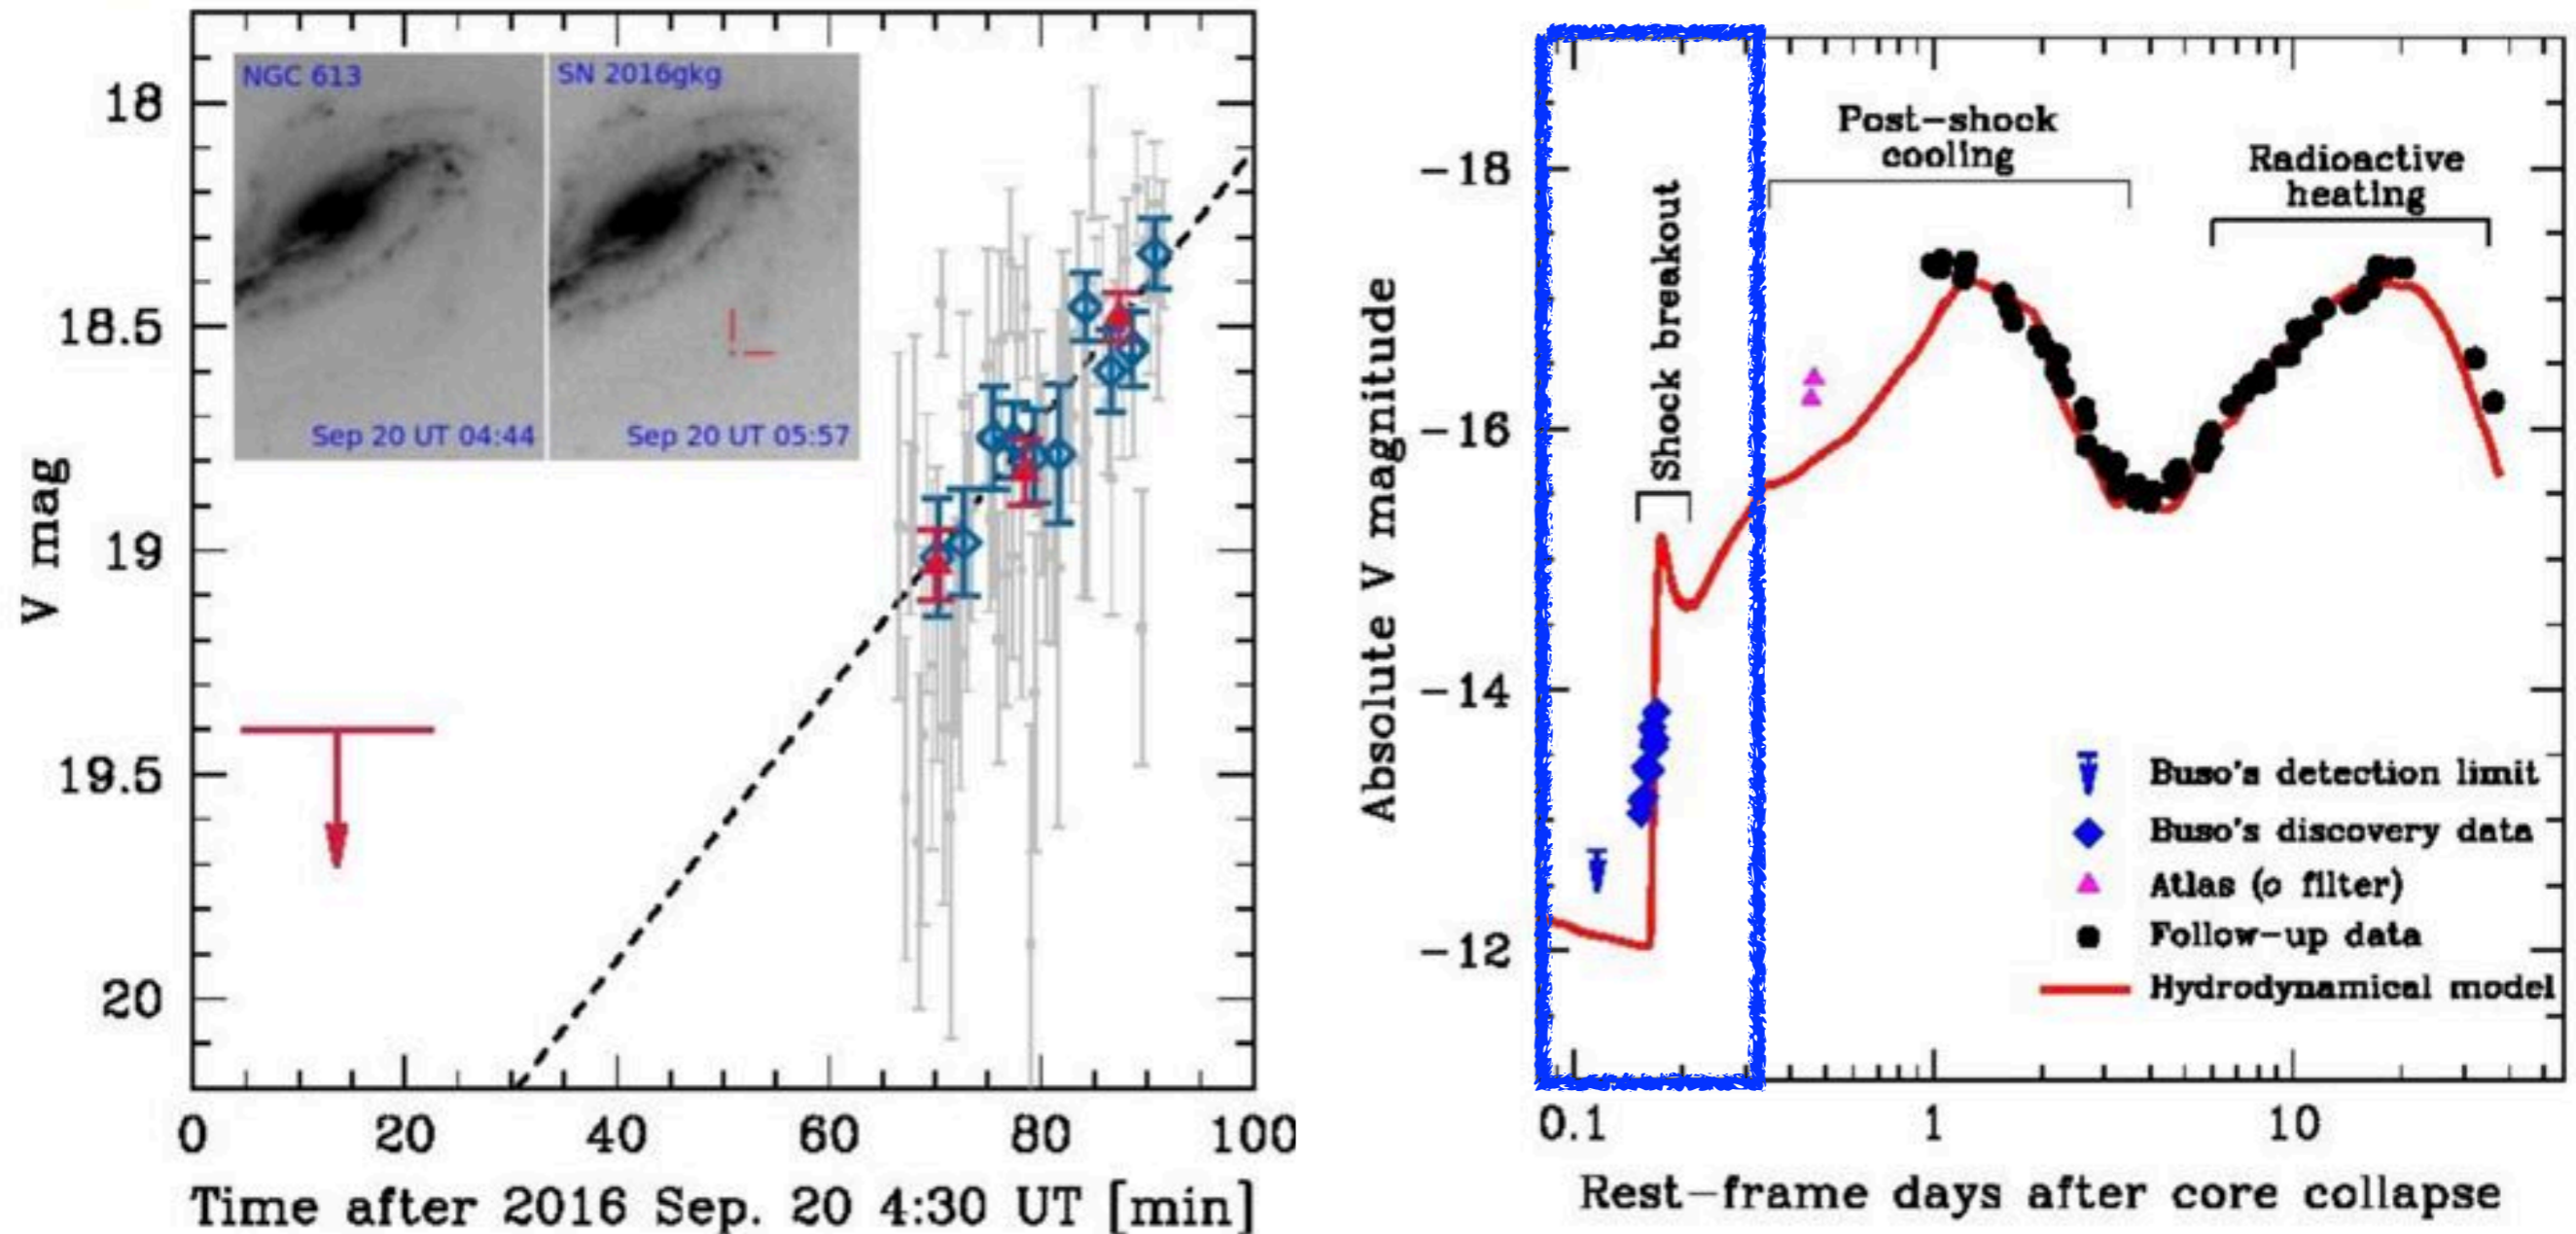 NGC 613
SN 2016gkg
Sep 20 UT 04:44
Sep 20 UT 05:57
18
18.5
19
19.5
20
V mag
0 20 40 60 80 100
Time after 2016 Sep. 20 4:30 UT [min]
Post-shock
cooling
Radioactive
heating
Shock breakout
-18
-16
-14
-12
Absolute V magnitude
Buso's detection limit
Buso's discovery data
Atlas (o filter)
Follow-up data
Hydrodynamical model
0.1 1 10
Rest-frame days after core collapse